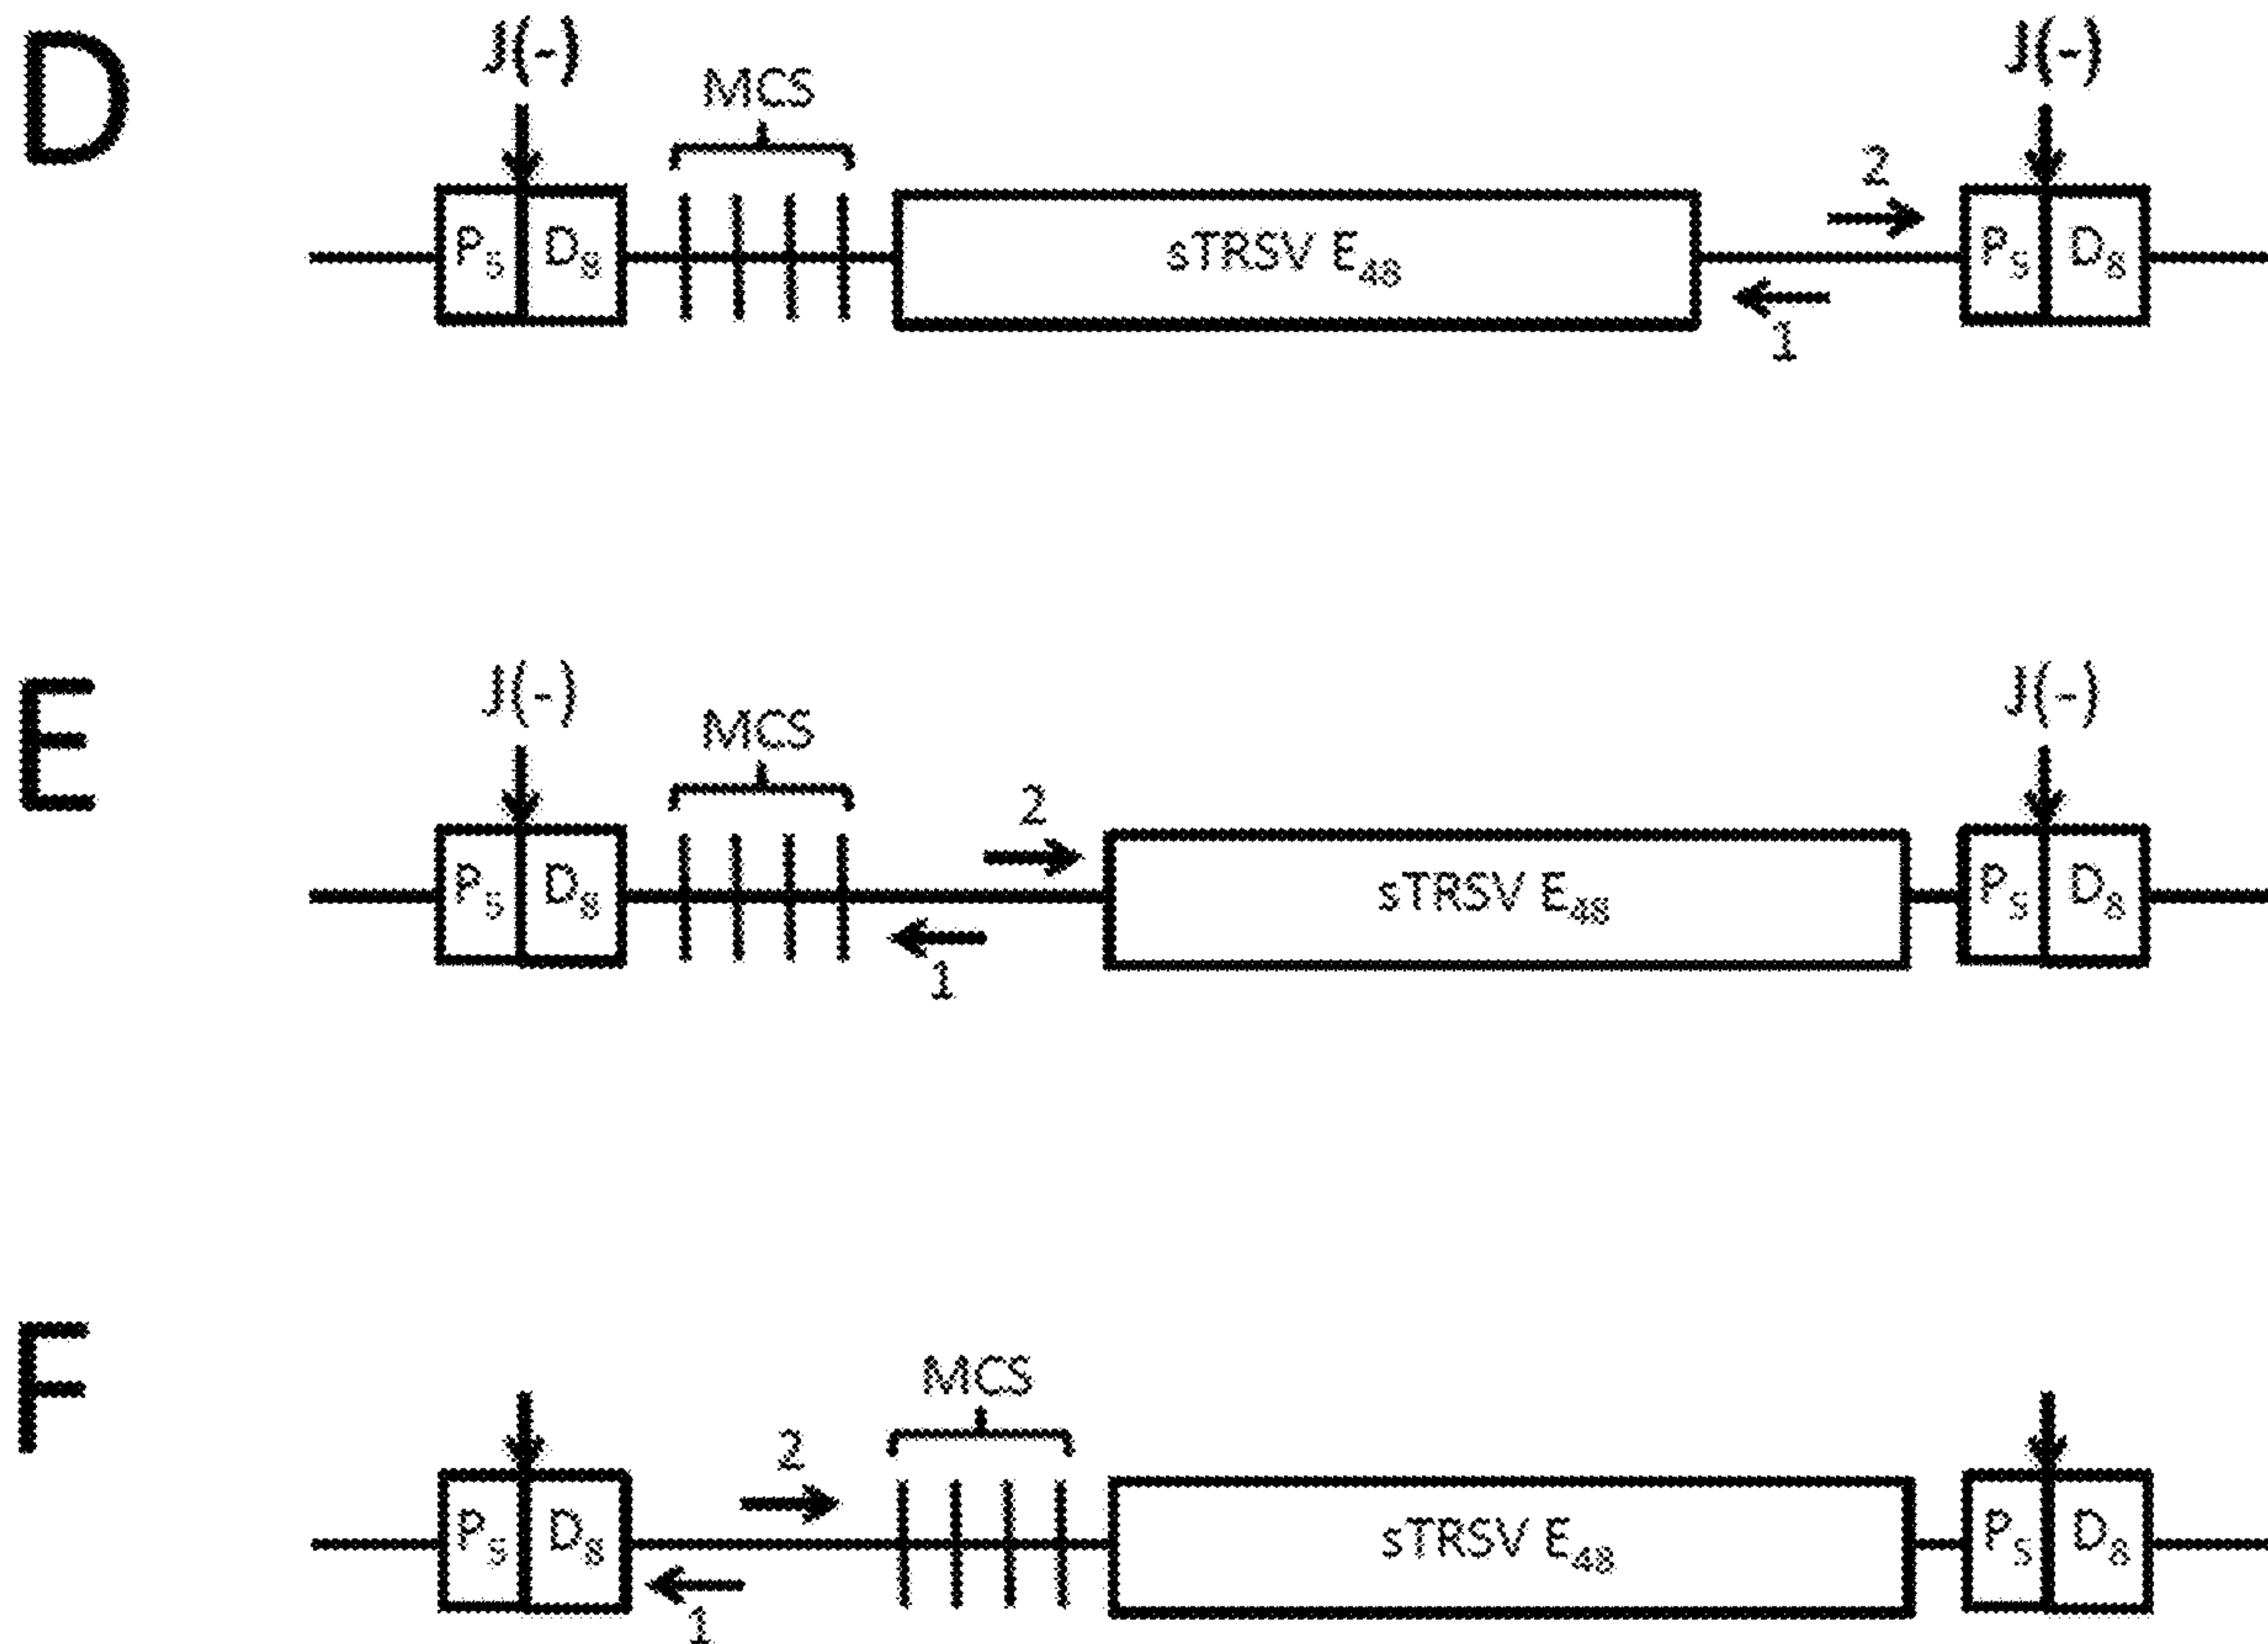 D
J(-) J(-)
MCS
2
P5 D8 sTRSV E48 P5 D8
1
E
J(-) J(-)
MCS
2
P5 D8 sTRSV E48 P5 D8
1
F
MCS
2
P5 D8 sTRSV E48 P5 D8
1